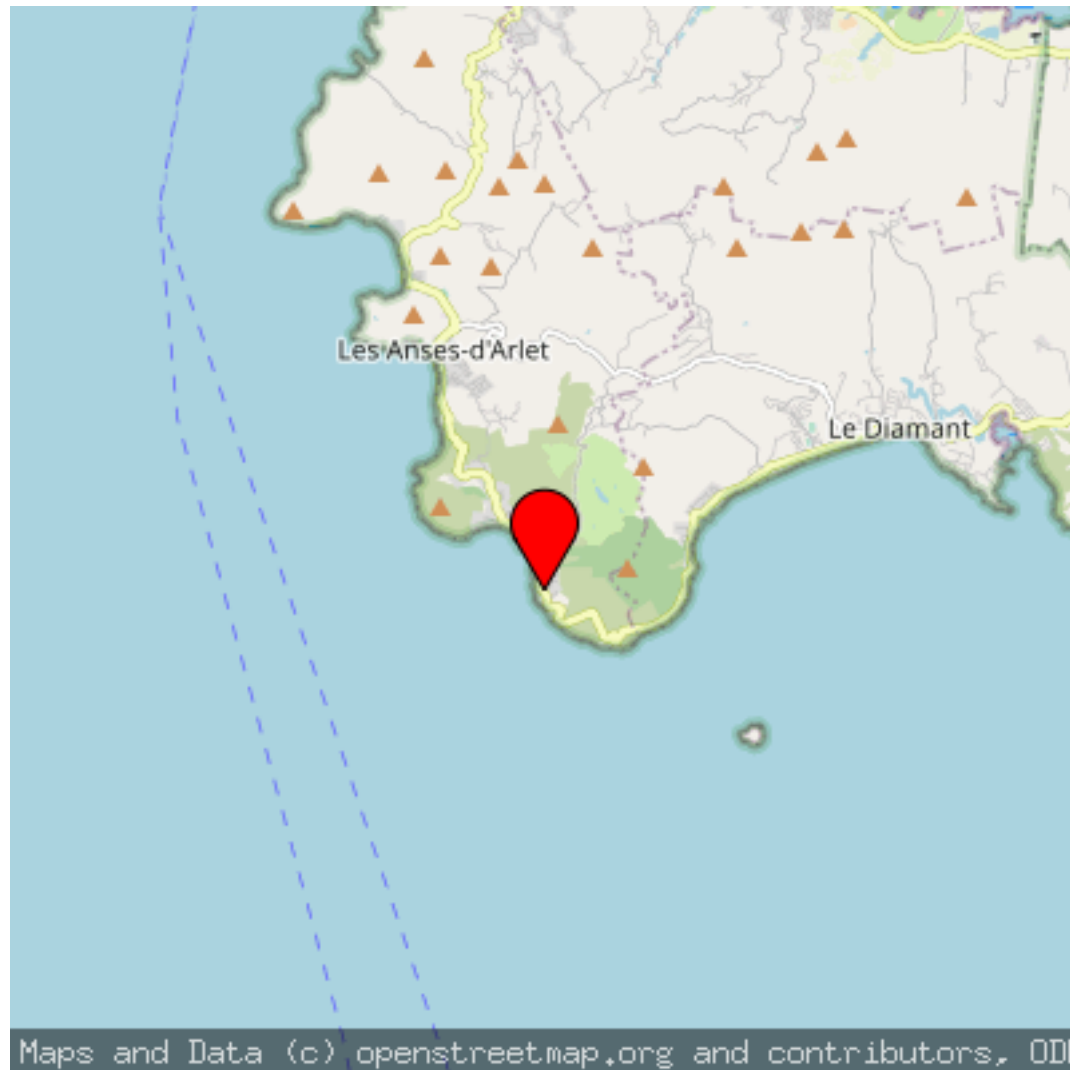 Les Anses-d'Arlet
Le Diamant
Maps and Data (c) openstreetmap.org and contributors, OD